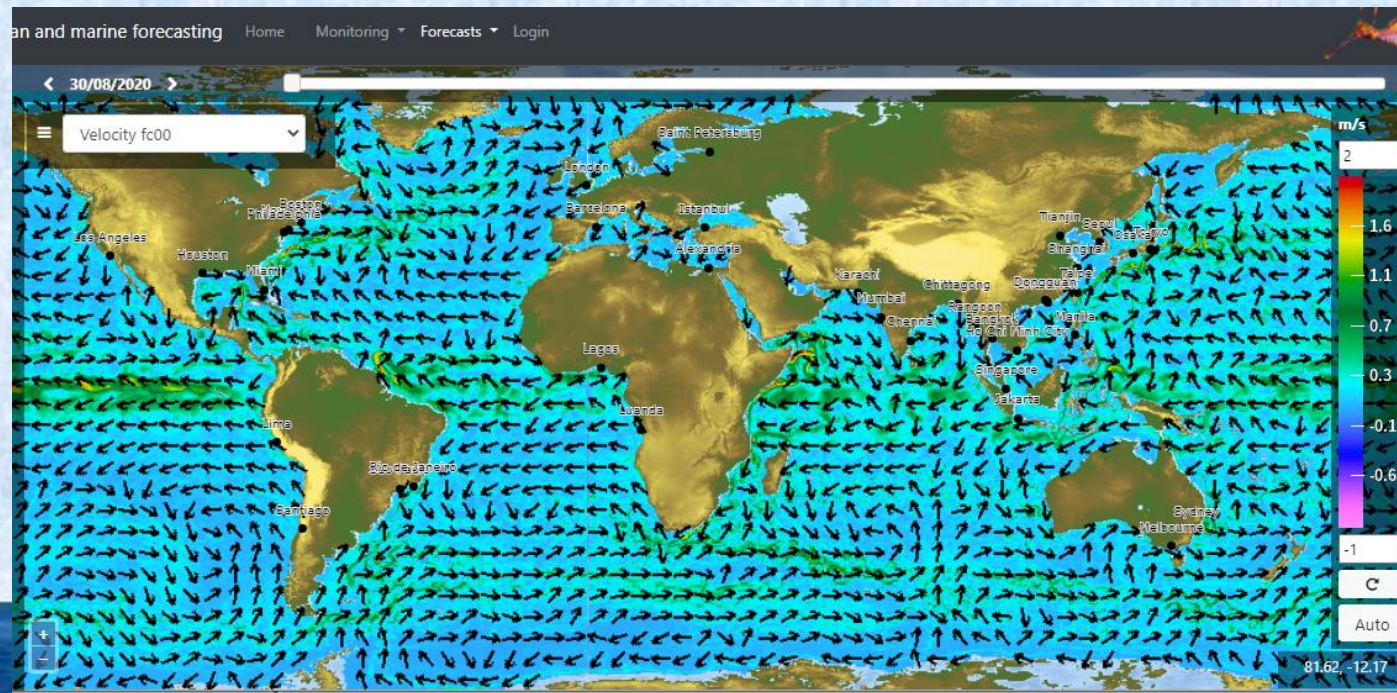 an and marine forecasting Home Monitoring Forecasts Login
30/08/2020
Velocity fc00
m/s
2
1.6
1.1
0.7
0.3
-0.1
-0.6
-1
Auto
81.62, -12.17
Saint Petersburg
London
Boston
Philadelphia
Barcelona
Istanbul
Tianjin
Seoul
Osaka
Tokyo
Los Angeles
Houston
Alexandria
Shanghai
Miami
Karachi
Chittagong
Dongguan
Taipei
Mumbai
Rangoon
Chennai
Bangkok
Manila
Ho Chi Minh City
Lagos
Singapore
Jakarta
Luanda
Lima
Rio de Janeiro
Santiago
Sydney
Melbourne
+
-